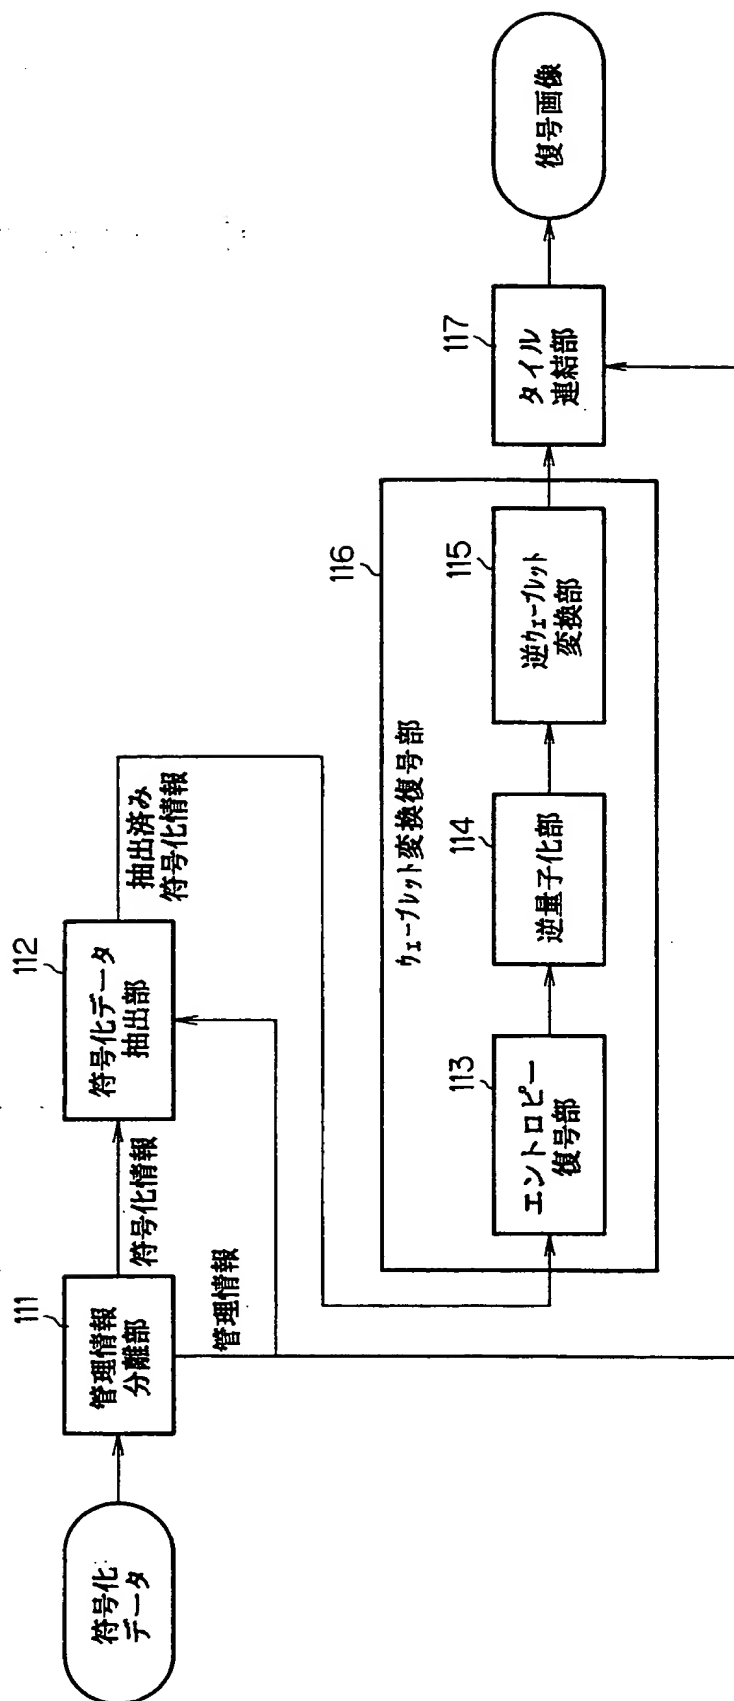 符号化
データ
111
管理情報
分離部
符号化情報
管理情報
112
符号化データ
抽出部
抽出済み
符号化情報
116
ウェーブレット変換復号部
113
エントロピー
復号部
114
逆量子化部
115
逆ウェーブレット
変換部
117
タイル
連結部
復号画像